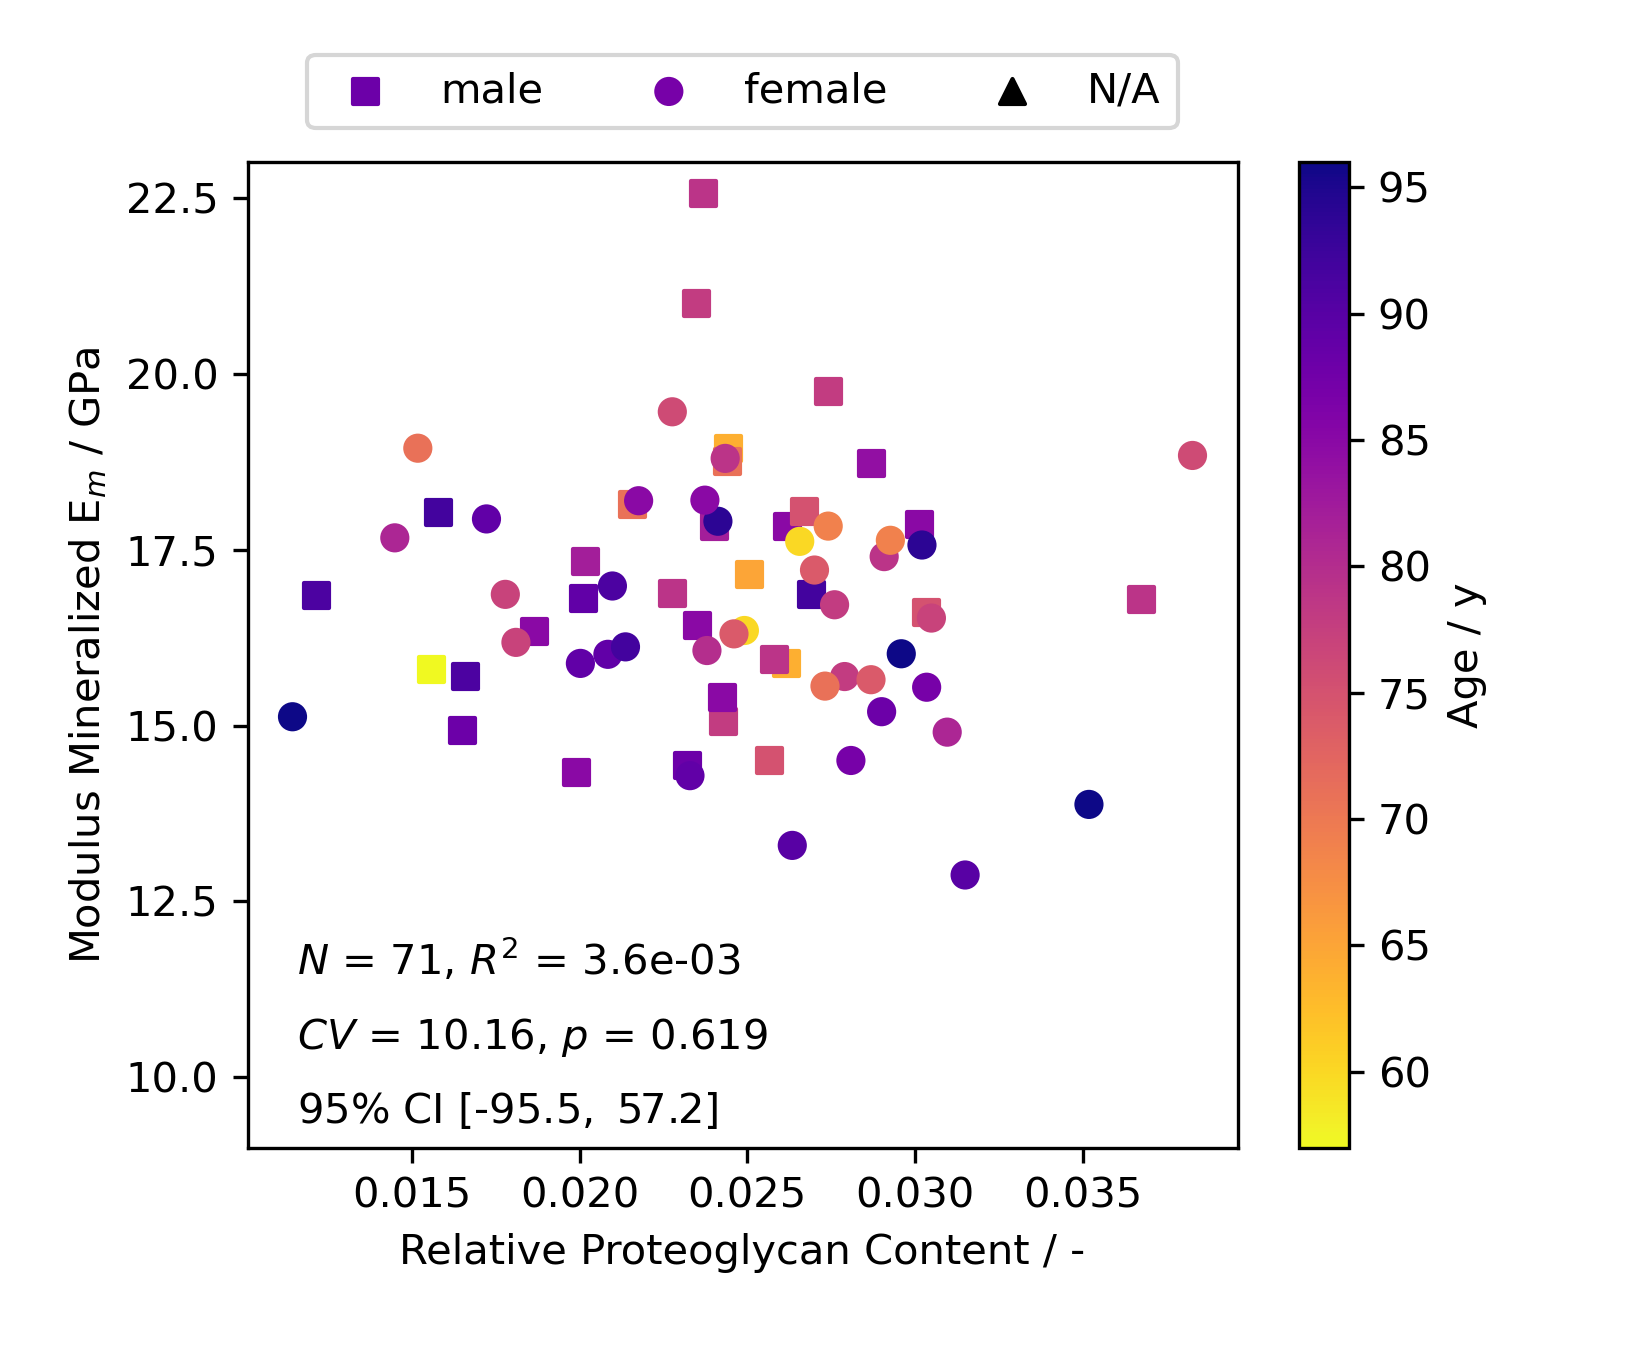 male female N/A
22.5
20.0
17.5
15.0
12.5
10.0
Modulus Mineralized Em / GPa
N = 71, R² = 3.6e-03
CV = 10.16, p = 0.619
95% CI [-95.5, 57.2]
0.015 0.020 0.025 0.030 0.035
Relative Proteoglycan Content / -
95
90
85
80
75
70
65
60
Age / y